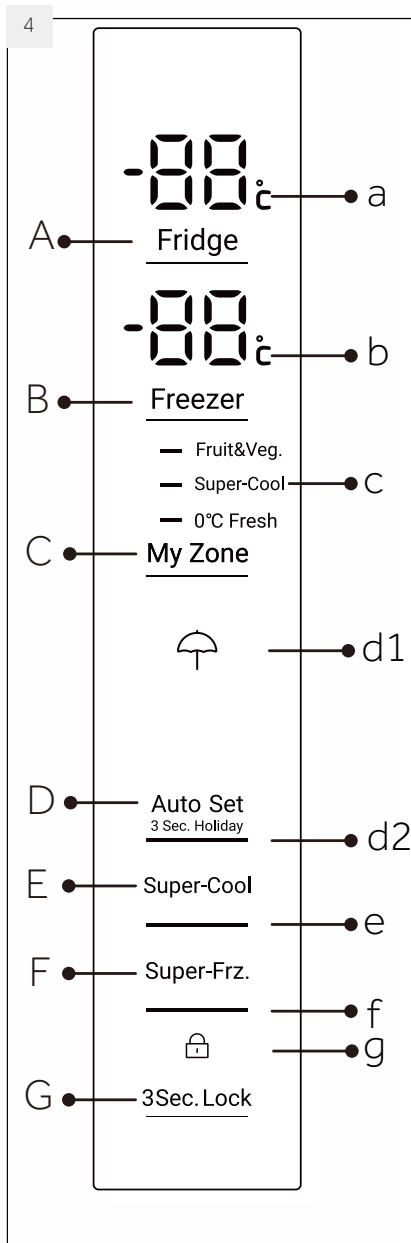 4
-88°c
a
A
Fridge
-88°c
b
B
Freezer
Fruit&Veg.
Super-Cool
c
0°C Fresh
C
My Zone
d1
D
Auto Set
3 Sec. Holiday
d2
E
Super-Cool
e
F
Super-Frz.
f
g
G
3Sec. Lock